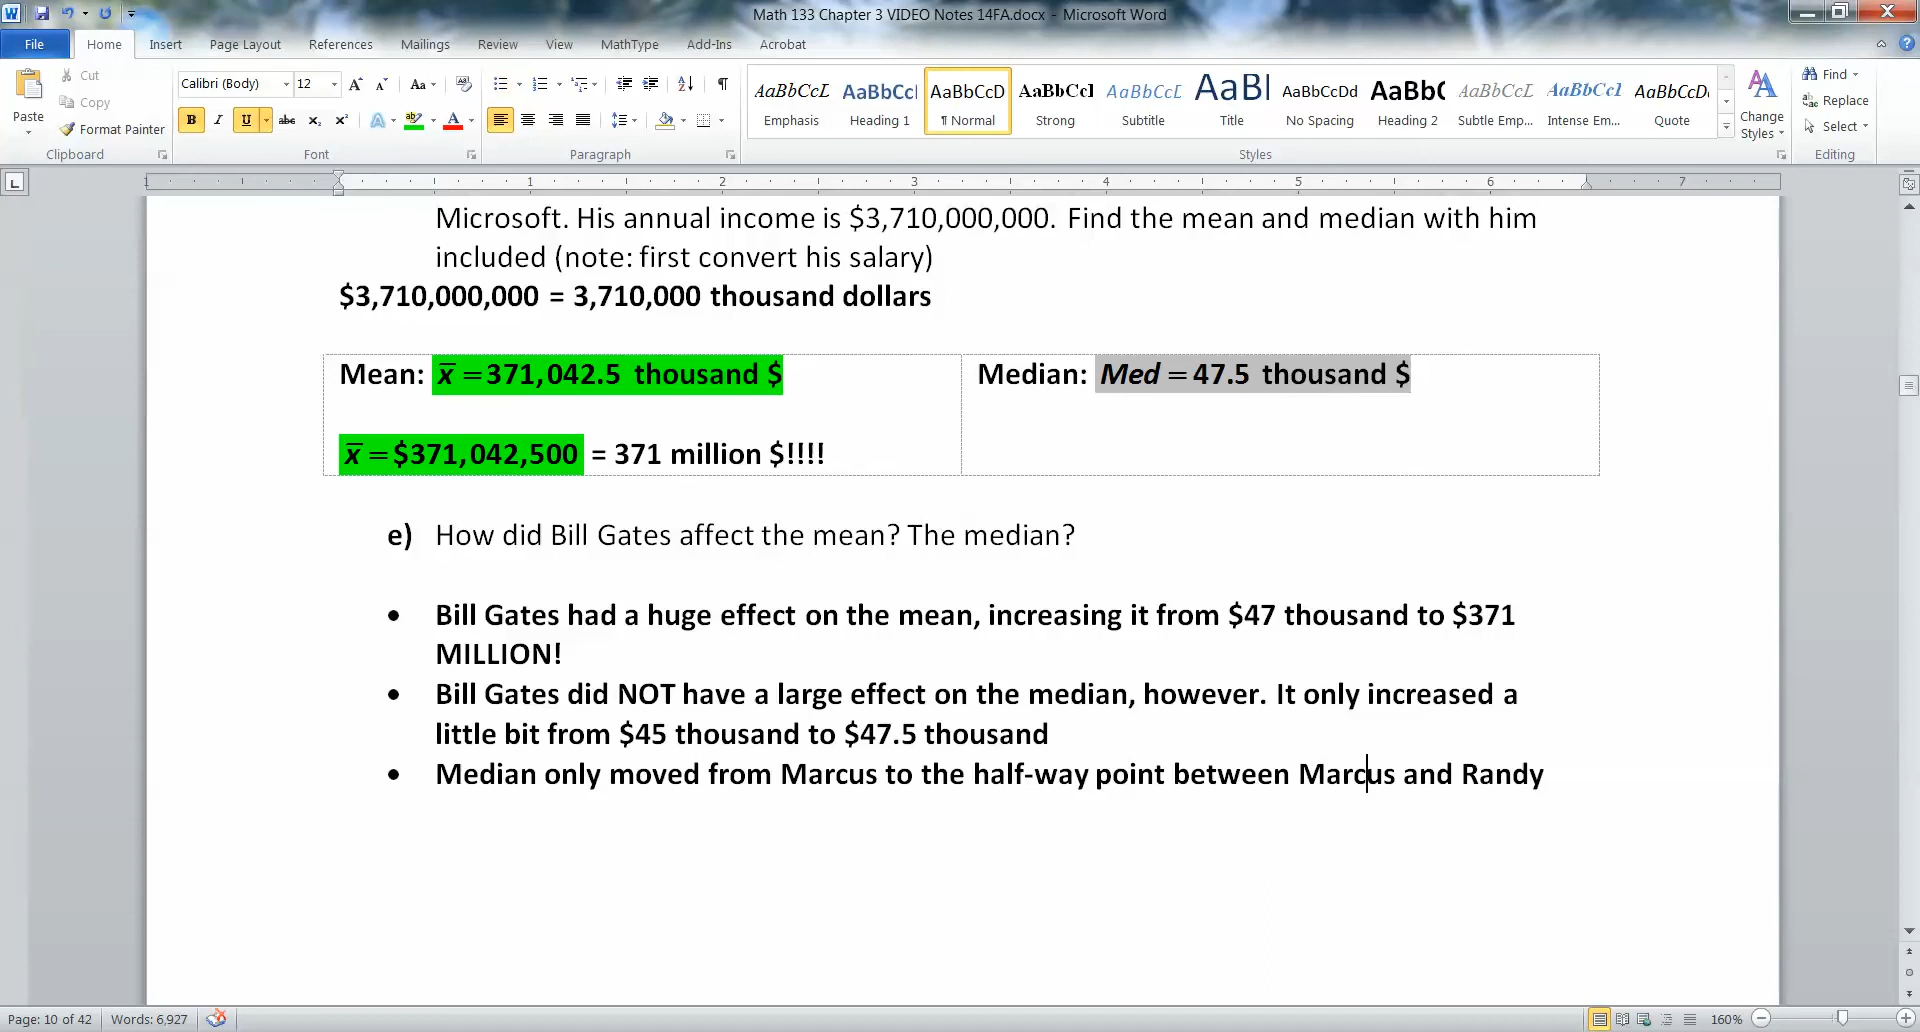 Math 133 Chapter 3 VIDEO Notes 14FA.docx - Microsoft Word
File Home Insert Page Layout References Mailings Review View MathType Add-Ins Acrobat
Paste
Cut
Copy
Format Painter
Clipboard
Calibri (Body) 12
Font
Paragraph
AaBbCcL AaBbCcI AaBbCcD AaBbCcI AaBbCcL AaBI AaBbCcDd AaBbC AaBbCcL AaBbCcI AaBbCcD
Emphasis Heading 1 ¶ Normal Strong Subtitle Title No Spacing Heading 2 Subtle Emp... Intense Em... Quote
Change Styles
Styles
Find
Replace
Select
Editing
1 1 2 3 4 5 6 7
Microsoft. His annual income is $3,710,000,000. Find the mean and median with him
included (note: first convert his salary)
$3,710,000,000 = 3,710,000 thousand dollars
Mean: x̅ = 371,042.5 thousand $
Median: Med = 47.5 thousand $
x̅ = $371,042,500 = 371 million $!!!!
e) How did Bill Gates affect the mean? The median?
• Bill Gates had a huge effect on the mean, increasing it from $47 thousand to $371
MILLION!
• Bill Gates did NOT have a large effect on the median, however. It only increased a
little bit from $45 thousand to $47.5 thousand
• Median only moved from Marcus to the half-way point between Marcus and Randy
Page: 10 of 42 Words: 6,927 160%